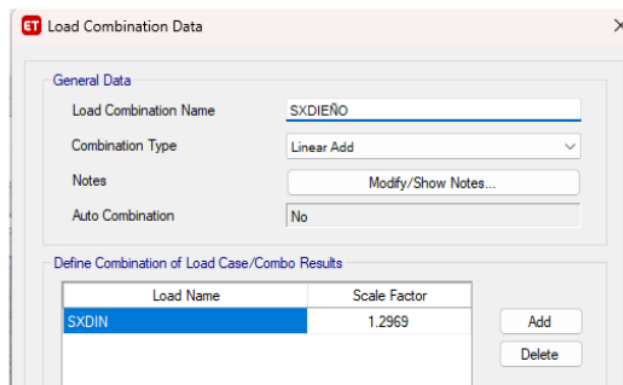 ET Load Combination Data
General Data
Load Combination Name SXDIEÑO
Combination Type Linear Add
Notes Modify/Show Notes...
Auto Combination No
Define Combination of Load Case/Combo Results
Load Name Scale Factor
SXDIN 1.2969 Add
Delete